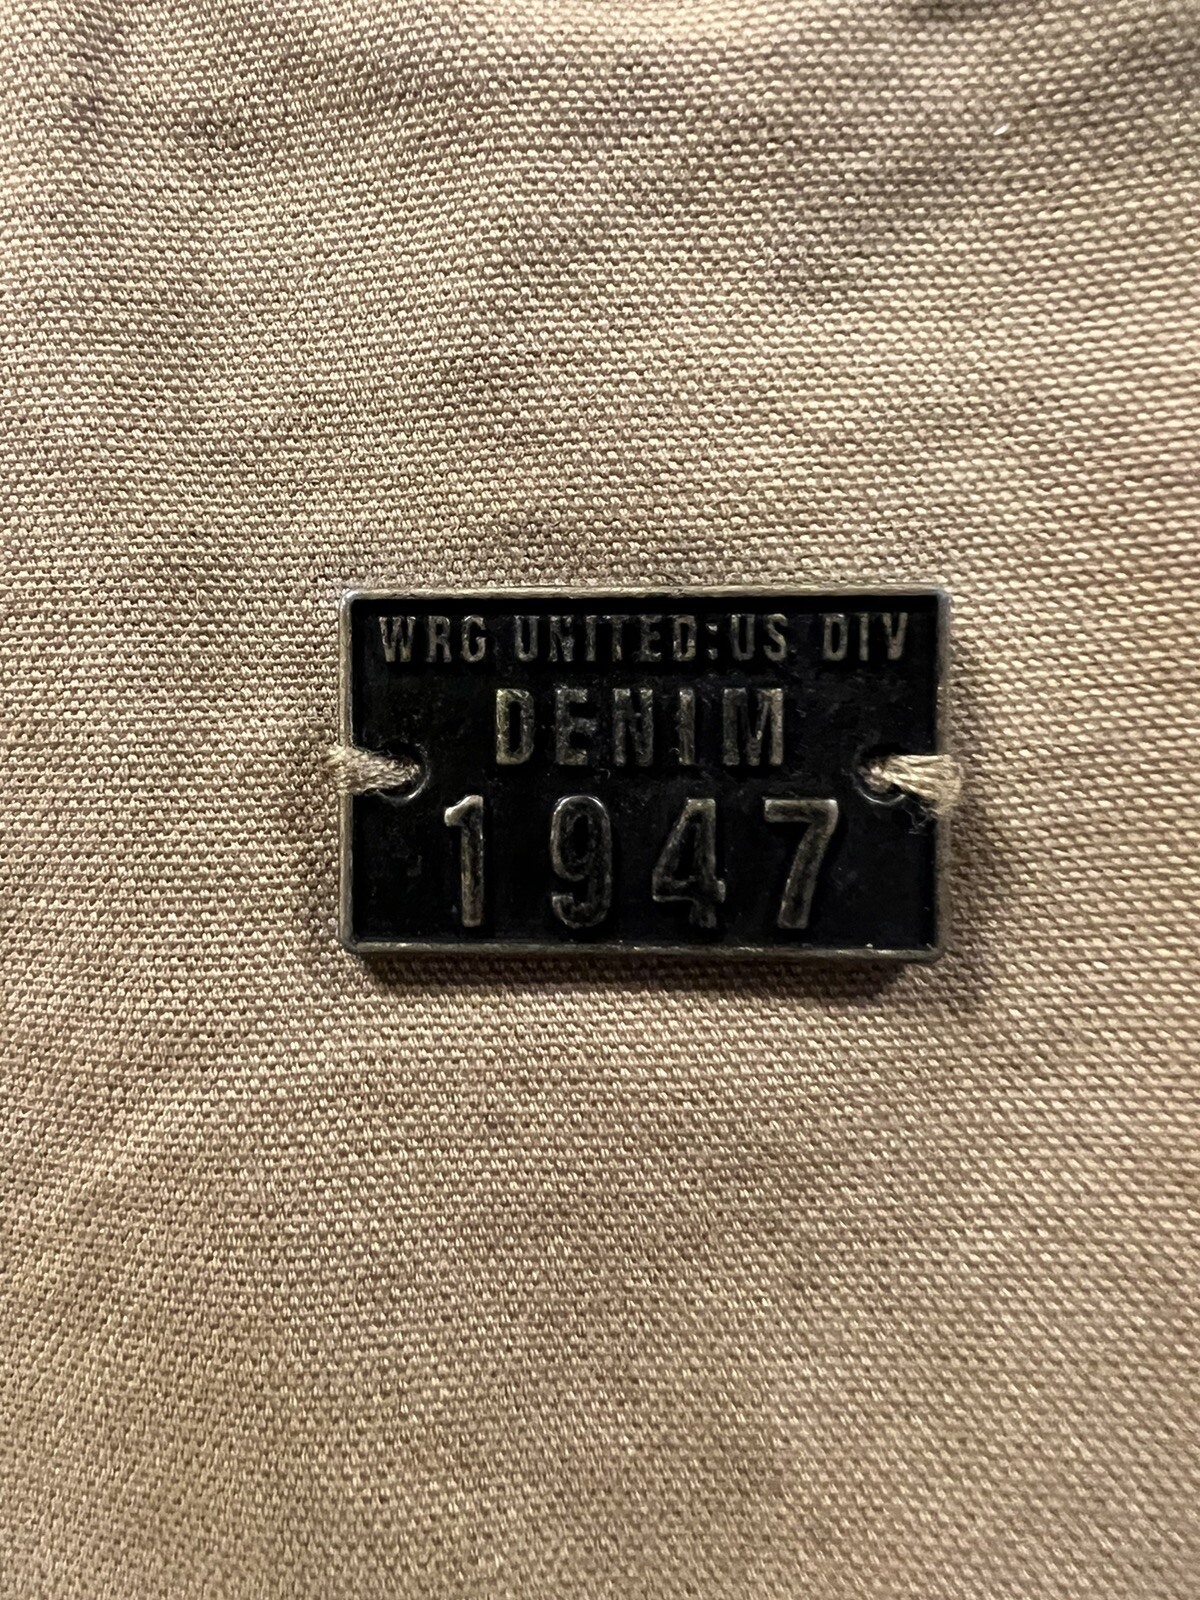 WRG UNITED:US DIV
DENIM
1947